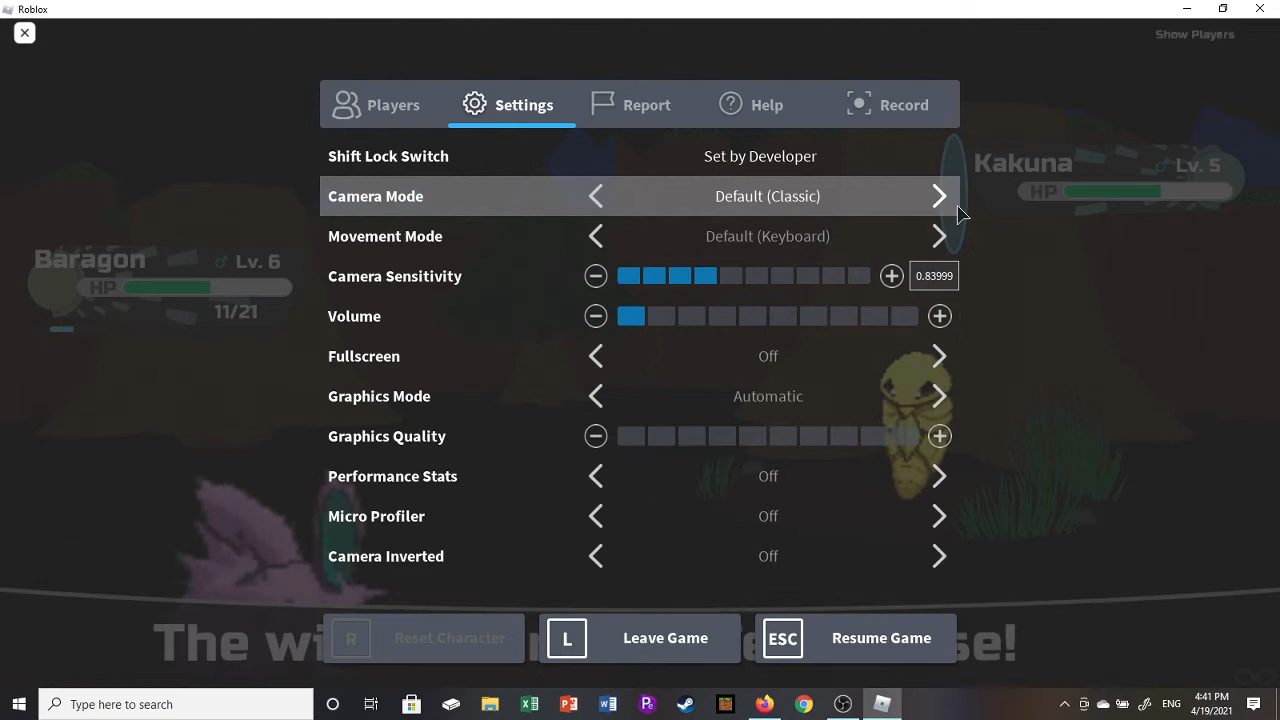 Roblox
Show Players
Players Settings Report Help Record
Shift Lock Switch Set by Developer
Camera Mode Default (Classic)
Movement Mode Default (Keyboard)
Camera Sensitivity 0.83999
Volume
Fullscreen Off
Graphics Mode Automatic
Graphics Quality
Performance Stats Off
Micro Profiler Off
Camera Inverted Off
Kakuna ♂ Lv. 5
HP
Baragon ♂ Lv. 6
HP
11/21
The wi se!
R Reset Character L Leave Game ESC Resume Game
Type here to search
ENG
4:41 PM
4/19/2021